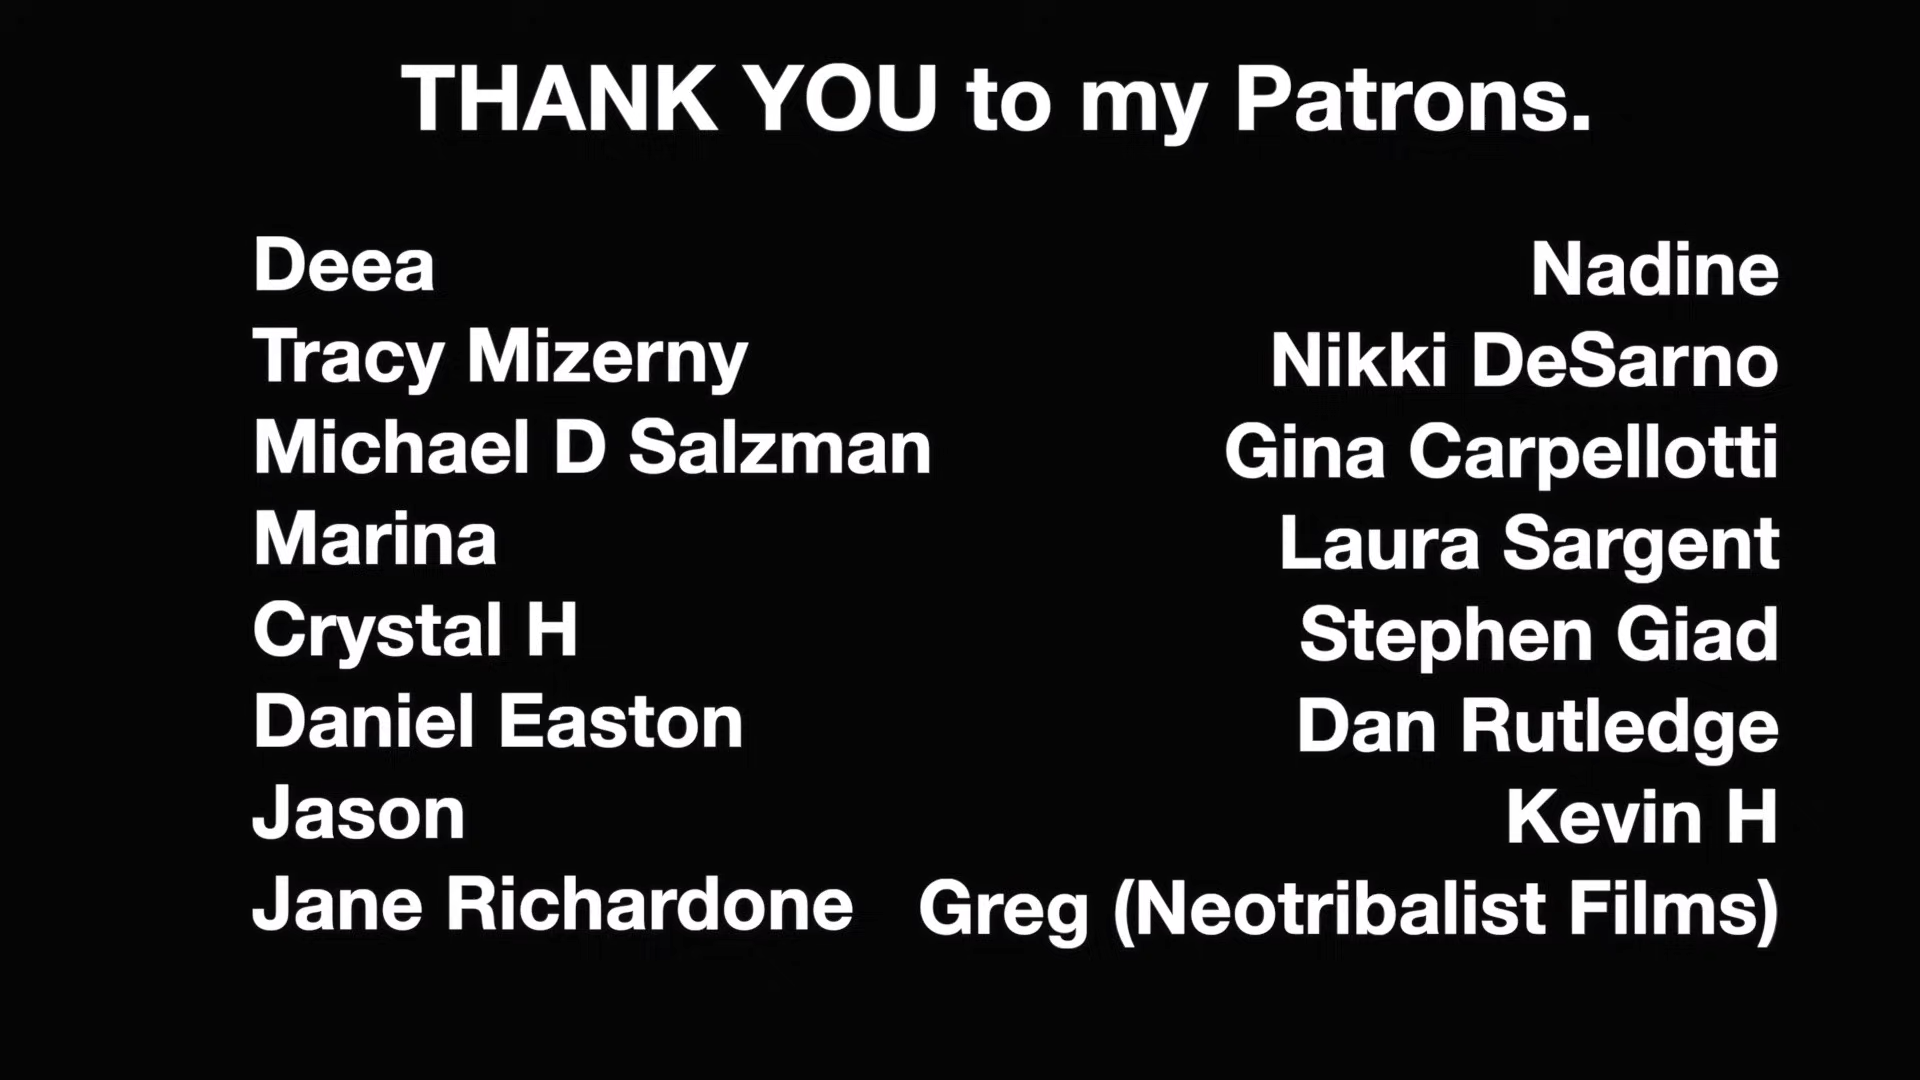 THANK YOU to my Patrons.
Deea
Tracy Mizerny
Michael D Salzman
Marina
Crystal H
Daniel Easton
Jason
Jane Richardone
Nadine
Nikki DeSarno
Gina Carpellotti
Laura Sargent
Stephen Giad
Dan Rutledge
Kevin H
Greg (Neotribalist Films)